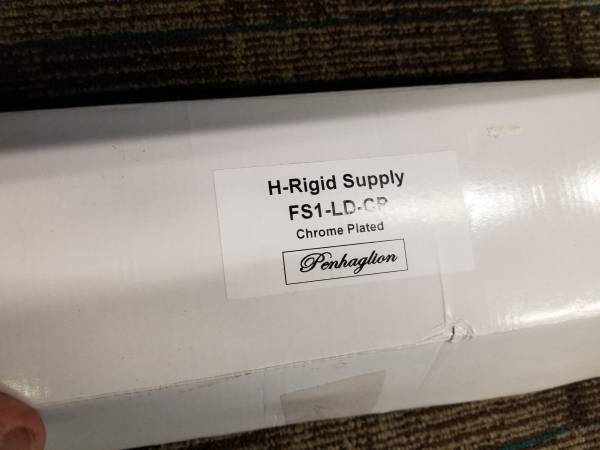 H-Rigid Supply
FS1-LD-CP
Chrome Plated
Penhaglion